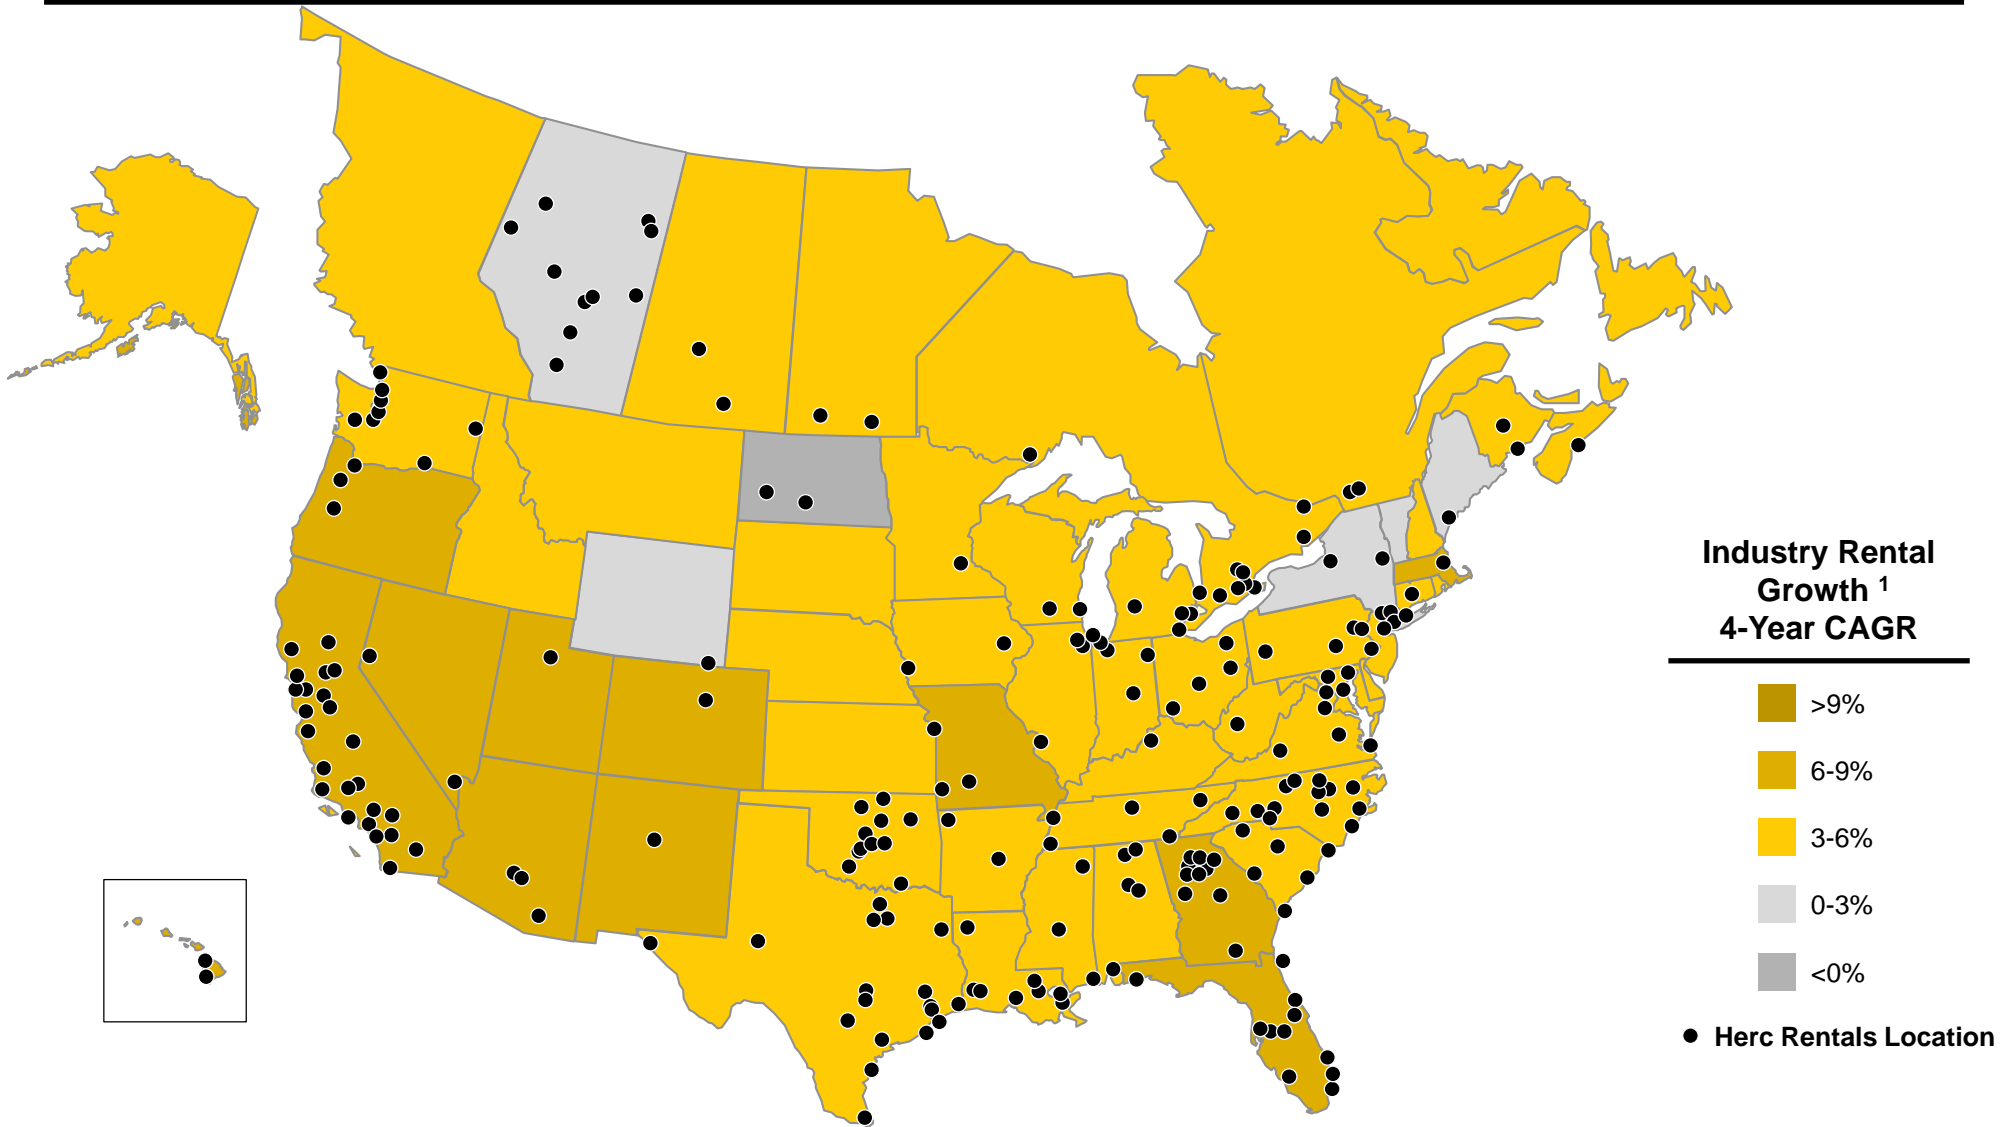 Industry Rental
Growth 1
4-Year CAGR
>9%
6-9%
3-6%
0-3%
<0%
Herc Rentals Location